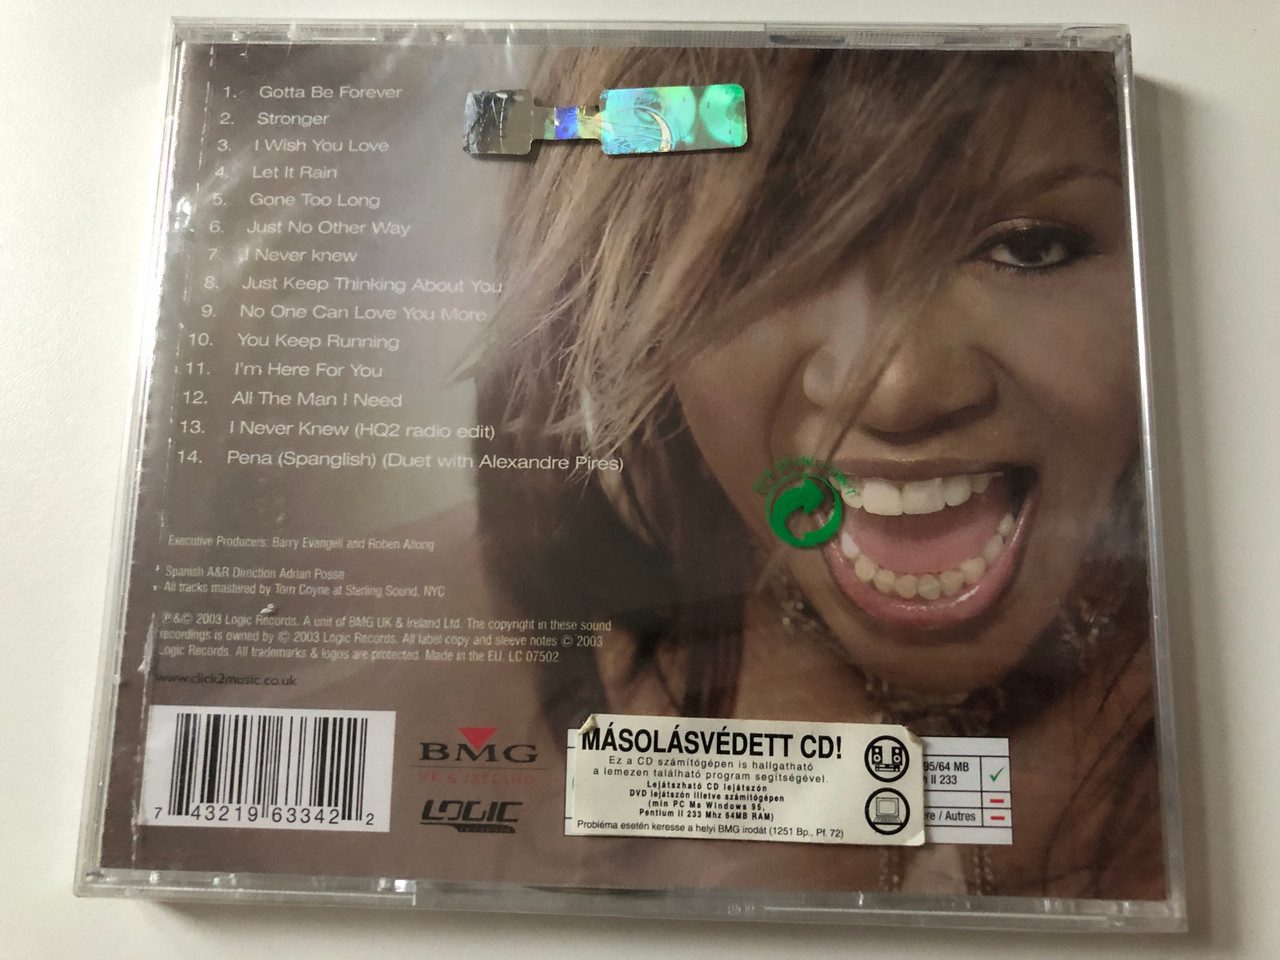 1. Gotta Be Forever
2. Stronger
3. I Wish You Love
4. Let It Rain
5. Gone Too Long
6. Just No Other Way
7. I Never knew
8. Just Keep Thinking About You
9. No One Can Love You More
10. You Keep Running
11. I'm Here For You
12. All The Man I Need
13. I Never Knew (HQ2 radio edit)
14. Pena (Spanglish) (Duet with Alexandre Pires)
Executive Producers: Barry Evangeli and Robert Allong
Spanish A&R Direction Adrian Posse
All tracks mastered by Tom Coyne at Sterling Sound, NYC
℗&© 2003 Logic Records. A unit of BMG UK & Ireland Ltd. The copyright in these sound
recordings is owned by © 2003 Logic Records. All label copy and sleeve notes © 2003
Logic Records. All trademarks & logos are protected. Made in the EU. LC 07502
www.click2music.co.uk
7 43219 63342 2
BMG
UK & IRELAND
LOGIC
RECORDS
MÁSOLÁSVÉDETT CD!
Ez a CD számítógépen is hallgatható
a lemezen található program segítségével.
Lejátszható CD lejátszón
DVD lejátszón illetve számítógépen
(min PC Ms Windows 95,
Pentium II 233 Mhz 64MB RAM)
Probléma esetén keresse a helyi BMG irodát (1251 Bp., Pf. 72)
95/64 MB
II 233
/ Autres